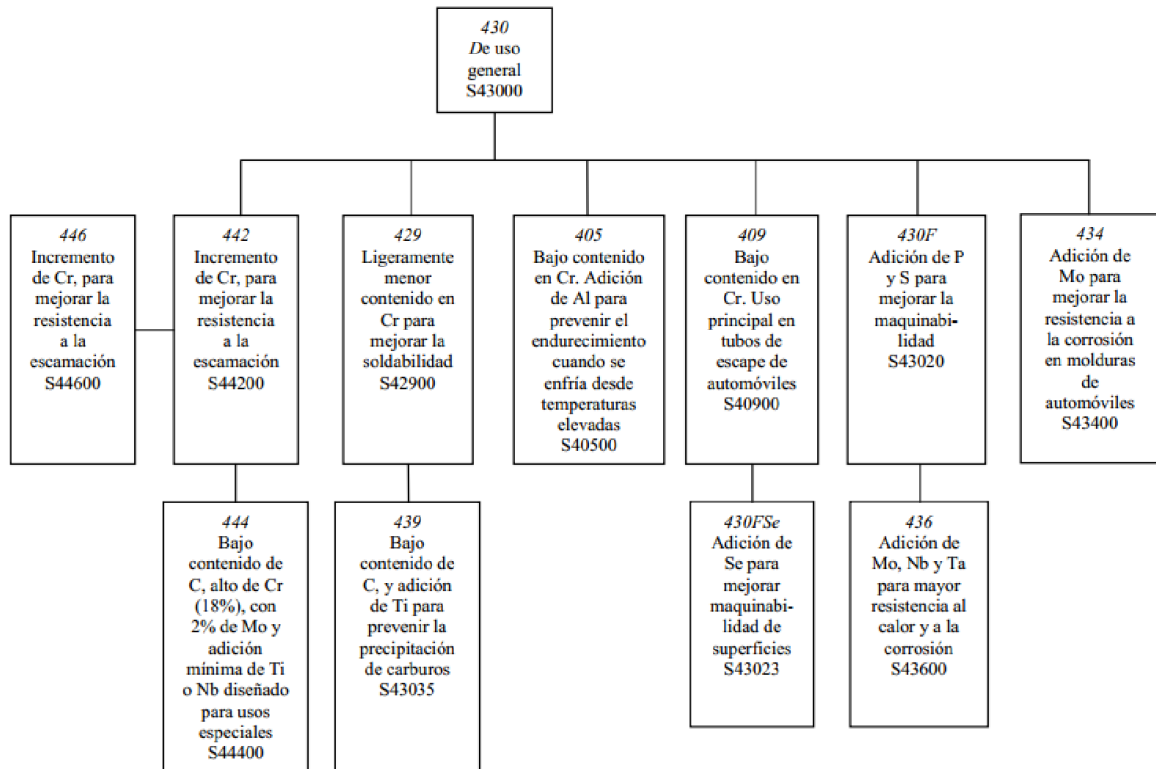 430
De uso
general
S43000
446
Incremento
de Cr, para
mejorar la
resistencia
a la
escamación
S44600
442
Incremento
de Cr, para
mejorar la
resistencia
a la
escamación
S44200
429
Ligeramente
menor
contenido en
Cr para
mejorar la
soldabilidad
S42900
405
Bajo contenido
en Cr. Adición
de Al para
prevenir el
endurecimiento
cuando se
enfría desde
temperaturas
elevadas
S40500
409
Bajo
contenido en
Cr. Uso
principal en
tubos de
escape de
automóviles
S40900
430F
Adición de P
y S para
mejorar la
maquinabi-
lidad
S43020
434
Adición de
Mo para
mejorar la
resistencia a
la corrosión
en molduras
de
automóviles
S43400
444
Bajo
contenido de
C, alto de Cr
(18%), con
2% de Mo y
adición
mínima de Ti
o Nb diseñado
para usos
especiales
S44400
439
Bajo
contenido de
C, y adición
de Ti para
prevenir la
precipitación
de carburos
S43035
430FSe
Adición de
Se para
mejorar
maquinabi-
lidad de
superficies
S43023
436
Adición de
Mo, Nb y Ta
para mayor
resistencia al
calor y a la
corrosión
S43600